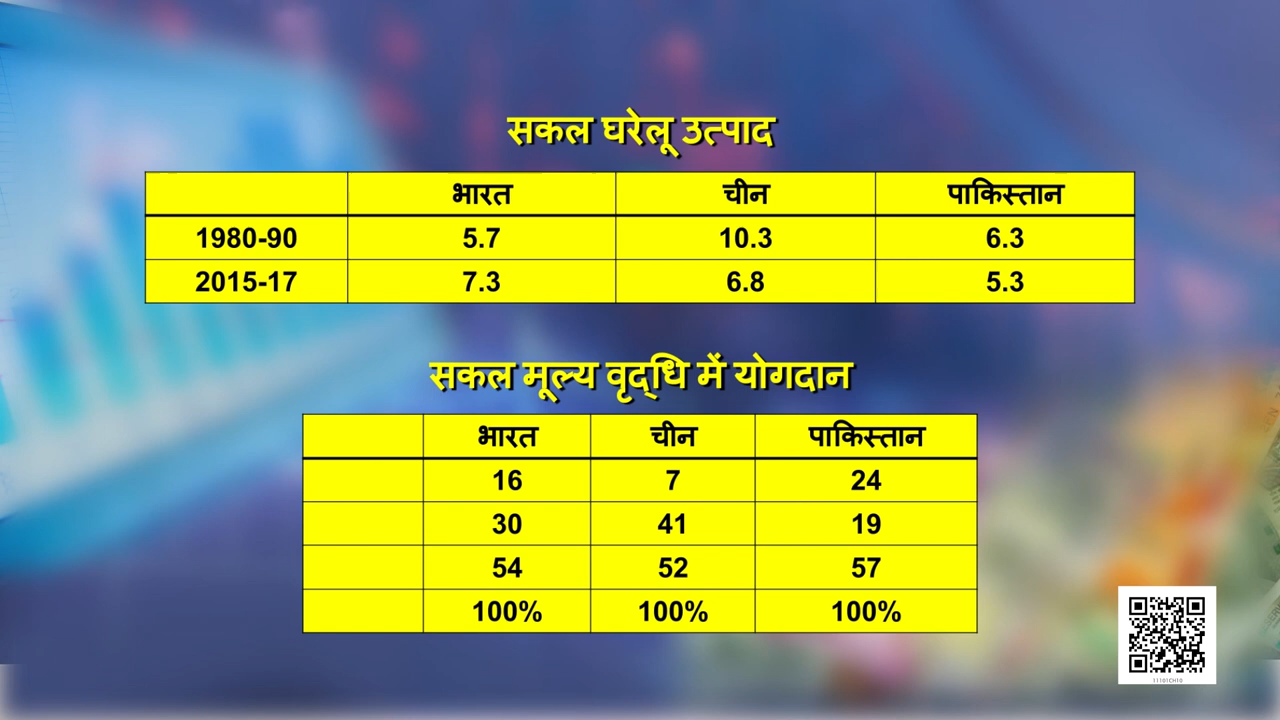 सकल घरेलू उत्पाद
भारत चीन पाकिस्तान
1980-90 5.7 10.3 6.3
2015-17 7.3 6.8 5.3
सकल मूल्य वृद्धि में योगदान
भारत चीन पाकिस्तान
16 7 24
30 41 19
54 52 57
100% 100% 100%
11101CH10